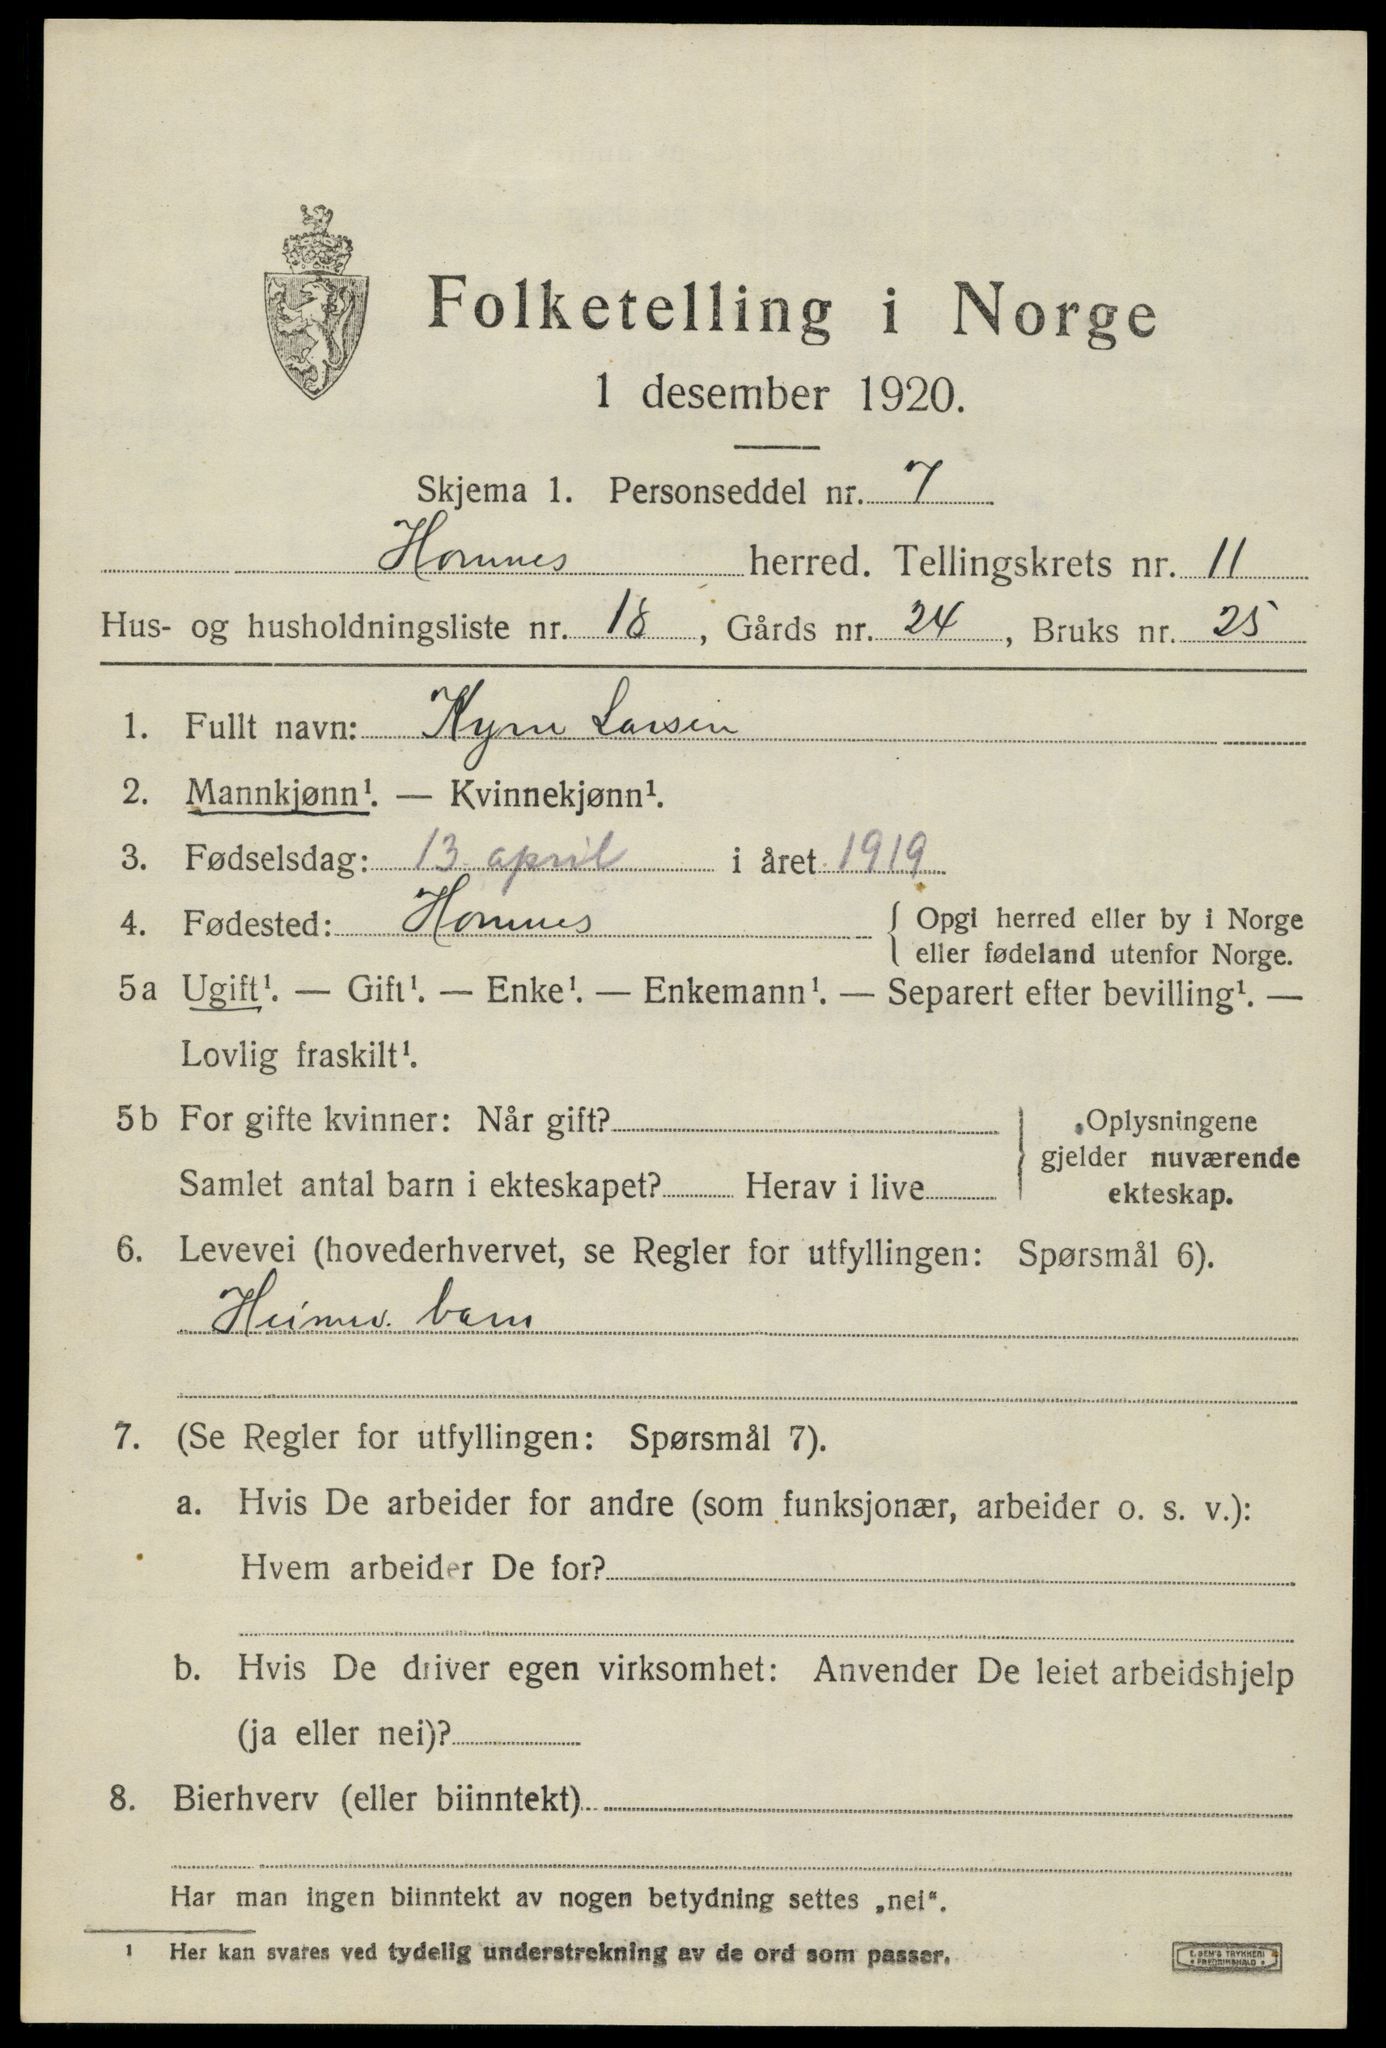 Folketelling i Norge
1 desember 1920.
Skjema 1. Personseddel nr. 7
Hornnes herred. Tellingskrets nr. 11
Hus- og husholdningsliste nr. 18, Gårds nr. 24, Bruks nr. 25
1. Fullt navn: Larsen
2. Mannkjønn¹. — Kvinnekjønn¹.
3. Fødselsdag: 13 april i året 1919
4. Fødested: Hornnes { Opgi herred eller by i Norge
eller fødeland utenfor Norge.
5a Ugift¹. — Gift¹. — Enke¹. — Enkemann¹. — Separert efter bevilling¹. —
Lovlig fraskilt¹.
5b For gifte kvinner: Når gift?
Samlet antal barn i ekteskapet? Herav i live
Oplysningene
gjelder nuværende
ekteskap.
6. Levevei (hovederhvervet, se Regler for utfyllingen: Spørsmål 6).
Heimev. barn
7. (Se Regler for utfyllingen: Spørsmål 7).
a. Hvis De arbeider for andre (som funksjonær, arbeider o. s. v.):
Hvem arbeider De for?
b. Hvis De driver egen virksomhet: Anvender De leiet arbeidshjelp
(ja eller nei)?
8. Bierhverv (eller biinntekt)
Har man ingen biinntekt av nogen betydning settes „nei“.
¹ Her kan svares ved tydelig understrekning av de ord som passer.
E. SEM'S TRYKKERI
FREDRIKSHALD